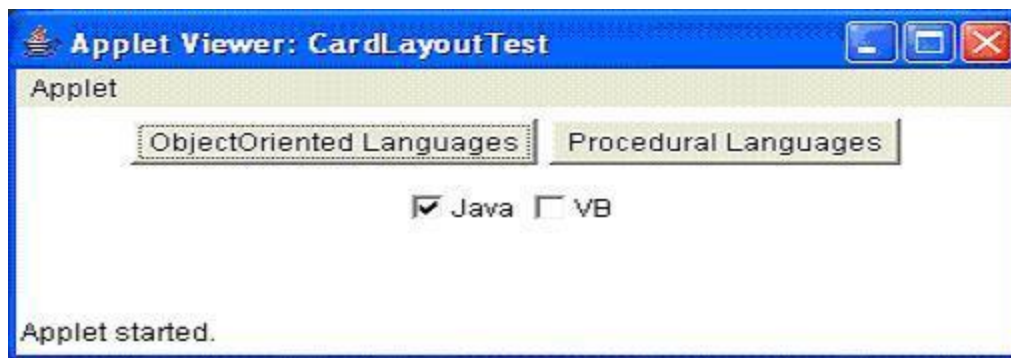 Applet Viewer: CardLayoutTest
Applet
ObjectOriented Languages Procedural Languages
Java VB
Applet started.